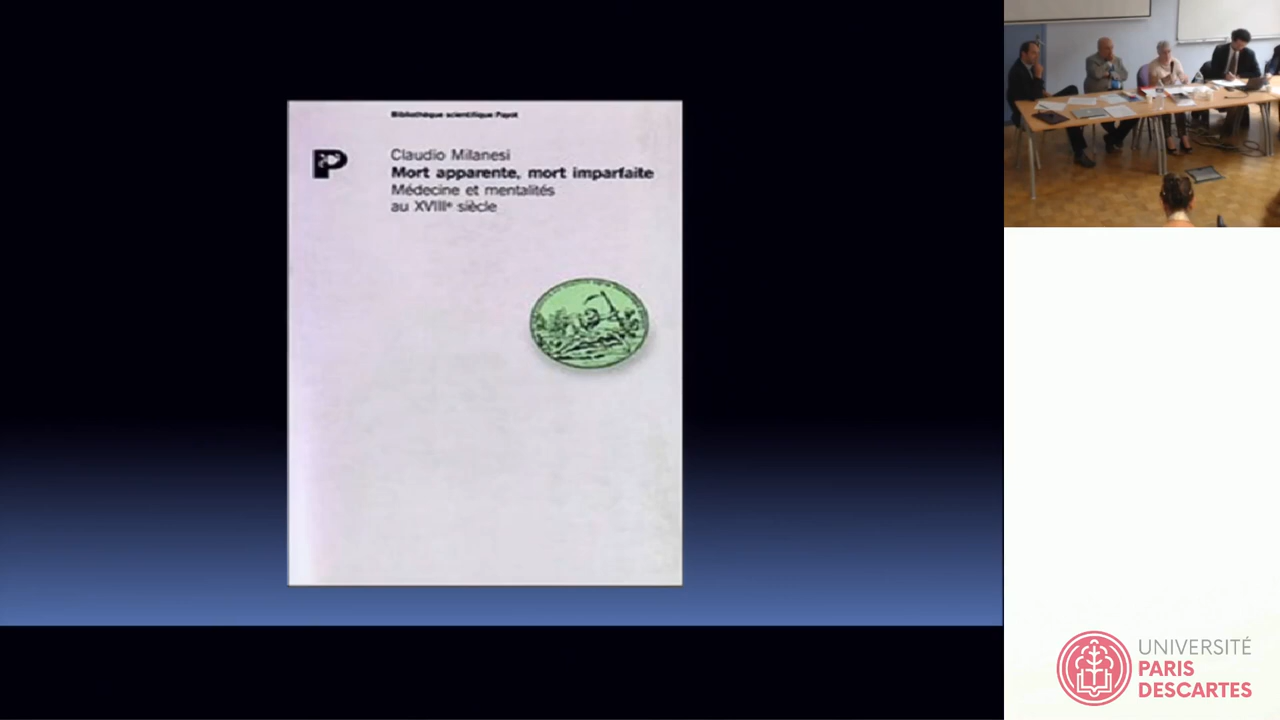 Bibliothèque scientifique Payot
P
Claudio Milanesi
Mort apparente, mort imparfaite
Médecine et mentalités
au XVIIIᵉ siècle
UNIVERSITÉ
PARIS
DESCARTES